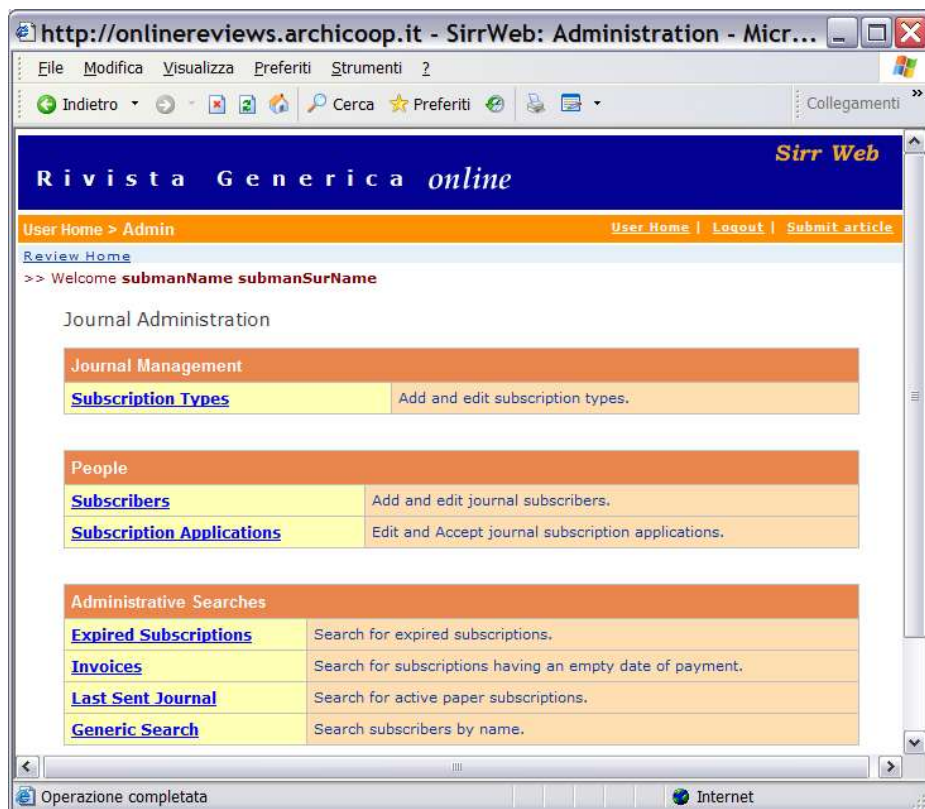 http://onlinereviews.archicoop.it - SirrWeb: Administration - Micr...
File Modifica Visualizza Preferiti Strumenti ?
Indietro Cerca Preferiti Collegamenti »
Sirr Web
Rivista Generica online
User Home > Admin User Home | Logout | Submit article
Review Home
>> Welcome submanName submanSurName
Journal Administration
Journal Management
Subscription Types Add and edit subscription types.
People
Subscribers Add and edit journal subscribers.
Subscription Applications Edit and Accept journal subscription applications.
Administrative Searches
Expired Subscriptions Search for expired subscriptions.
Invoices Search for subscriptions having an empty date of payment.
Last Sent Journal Search for active paper subscriptions.
Generic Search Search subscribers by name.
Operazione completata Internet